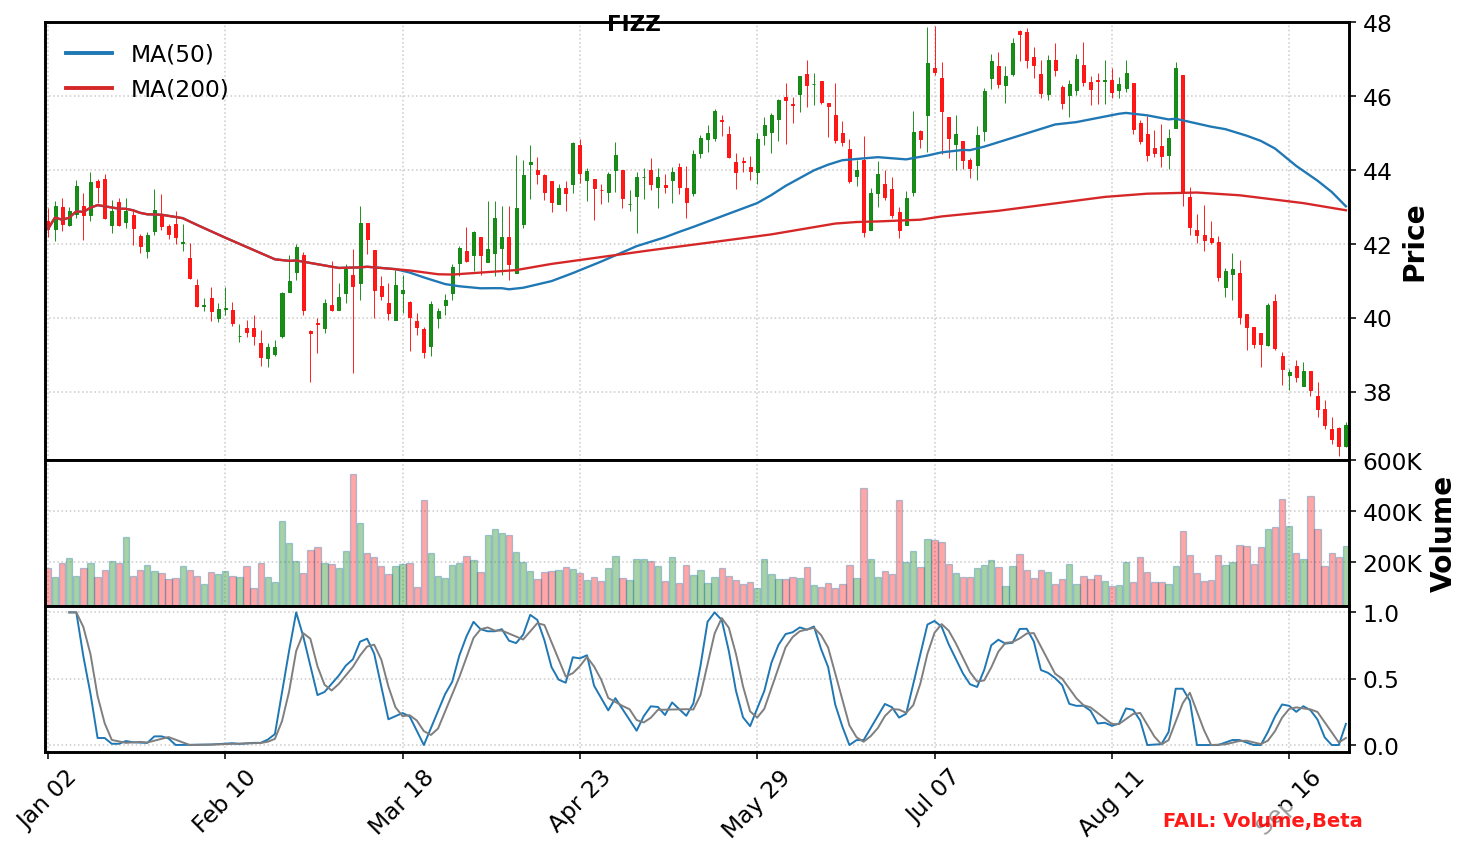 FIZZ
MA(50)
MA(200)
48
46
44
42
40
38
Price
600K
400K
200K
Volume
1.0
0.5
0.0
Jan 02
Feb 10
Mar 18
Apr 23
May 29
Jul 07
Aug 11
Sep 16
FAIL: Volume,Beta